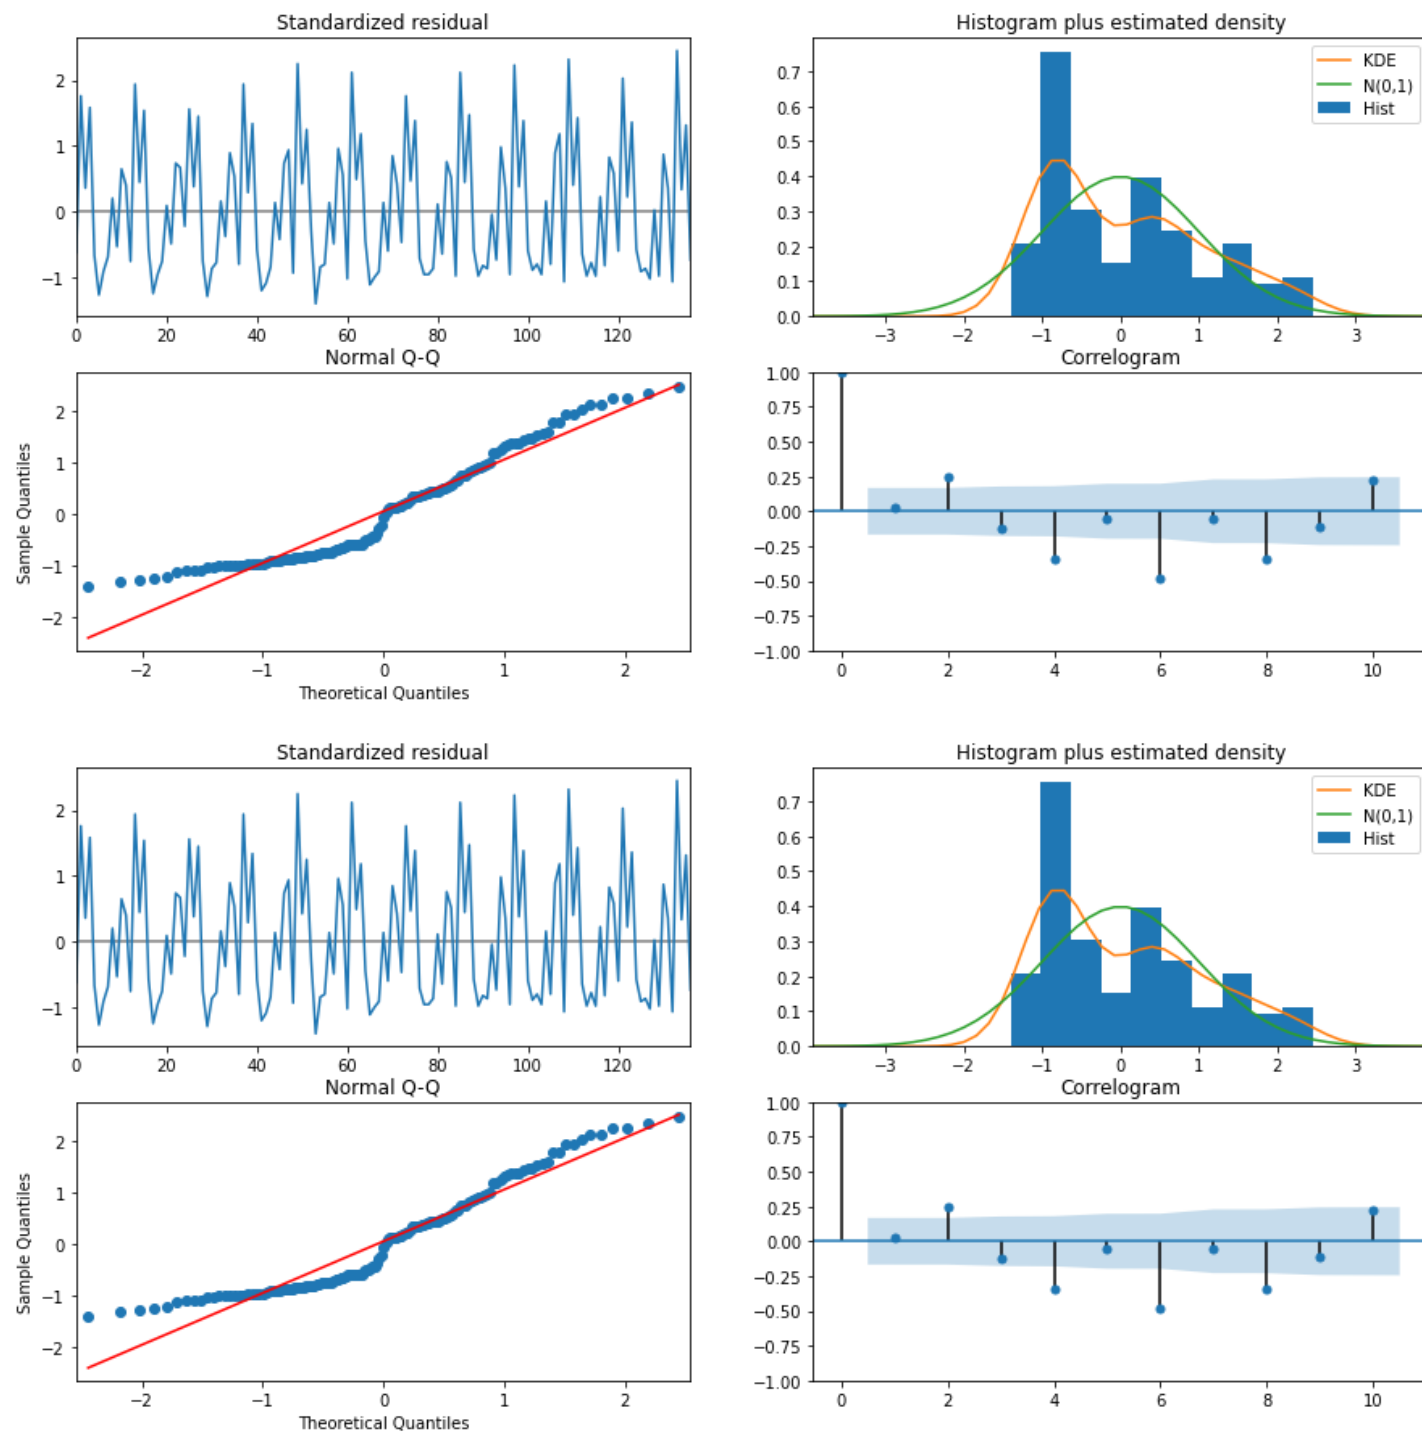 Standardized residual
2
1
0
−1
0 20 40 60 80 100 120
Histogram plus estimated density
KDE
N(0,1)
Hist
0.7
0.6
0.5
0.4
0.3
0.2
0.1
0.0
−3 −2 −1 0 1 2 3
Normal Q-Q
Sample Quantiles
2
1
0
−1
−2
−2 −1 0 1 2
Theoretical Quantiles
Correlogram
1.00
0.75
0.50
0.25
0.00
−0.25
−0.50
−0.75
−1.00
0 2 4 6 8 10
Standardized residual
2
1
0
−1
0 20 40 60 80 100 120
Histogram plus estimated density
KDE
N(0,1)
Hist
0.7
0.6
0.5
0.4
0.3
0.2
0.1
0.0
−3 −2 −1 0 1 2 3
Normal Q-Q
Sample Quantiles
2
1
0
−1
−2
−2 −1 0 1 2
Theoretical Quantiles
Correlogram
1.00
0.75
0.50
0.25
0.00
−0.25
−0.50
−0.75
−1.00
0 2 4 6 8 10